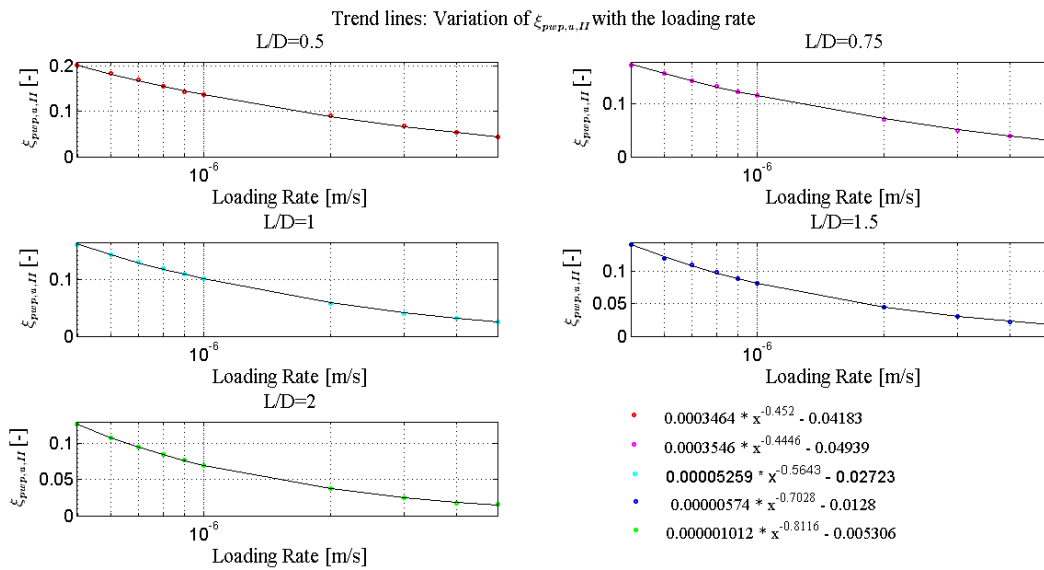 Trend lines: Variation of ξpwp,u,II with the loading rate
L/D=0.5
0.2
0.1
0
ξpwp,u,II [-]
10^-6
Loading Rate [m/s]
L/D=0.75
0.1
0
ξpwp,u,II [-]
10^-6
Loading Rate [m/s]
L/D=1
0.1
0
ξpwp,u,II [-]
10^-6
Loading Rate [m/s]
L/D=1.5
0.1
0.05
0
ξpwp,u,II [-]
10^-6
Loading Rate [m/s]
L/D=2
0.1
0.05
0
ξpwp,u,II [-]
10^-6
Loading Rate [m/s]
0.0003464 * x^-0.452 - 0.04183
0.0003546 * x^-0.4446 - 0.04939
0.00005259 * x^-0.5643 - 0.02723
0.00000574 * x^-0.7028 - 0.0128
0.000001012 * x^-0.8116 - 0.005306